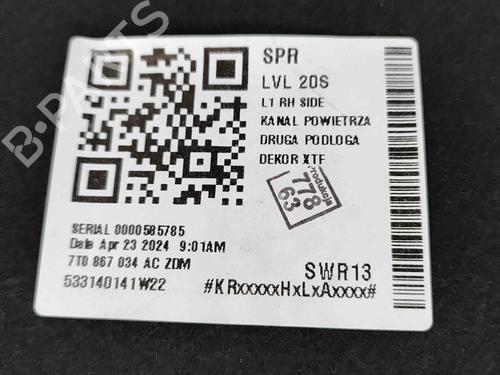 SPR
LVL 20S
L1 RH SIDE
KANAL POWIETRZA
DRUGA PODLOGA
DEKOR XTF
Produkcja
778
63
SERIAL 0000585785
Date Apr 23 2024 9:01AM
7T0 867 034 AC ZDM
533140141W22
SWR13
#KRxxxxxHxLxAxxxx#